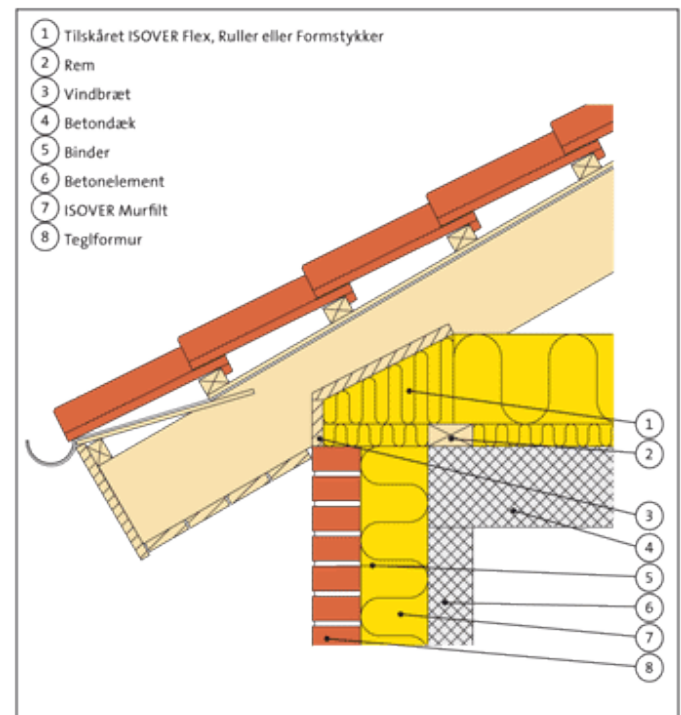 1 Tilskåret ISOVER Flex, Ruller eller Formstykker
2 Rem
3 Vindbræt
4 Betondæk
5 Binder
6 Betonelement
7 ISOVER Murfilt
8 Teglformur
1
2
3
4
5
6
7
8